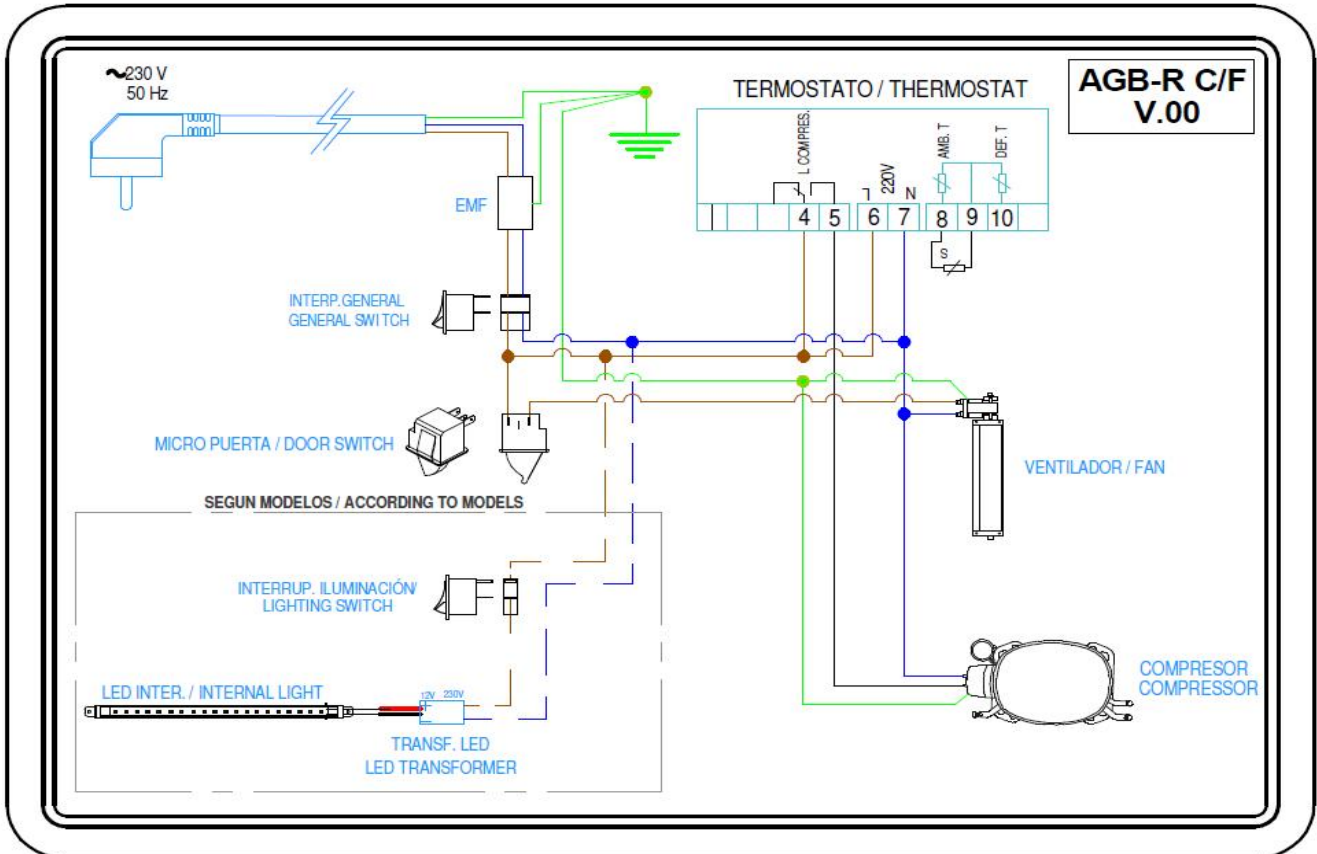 ~230 V
50 Hz
TERMOSTATO / THERMOSTAT
AGB-R C/F
V.00
L COMPRES.
220V
L
N
AMB. T
DEF. T
4 5 6 7 8 9 10
S
EMF
INTERP.GENERAL
GENERAL SWITCH
MICRO PUERTA / DOOR SWITCH
VENTILADOR / FAN
SEGUN MODELOS / ACCORDING TO MODELS
INTERRUP. ILUMINACIÓN/
LIGHTING SWITCH
LED INTER. / INTERNAL LIGHT
12V 230V
+
-
TRANSF. LED
LED TRANSFORMER
COMPRESOR
COMPRESSOR